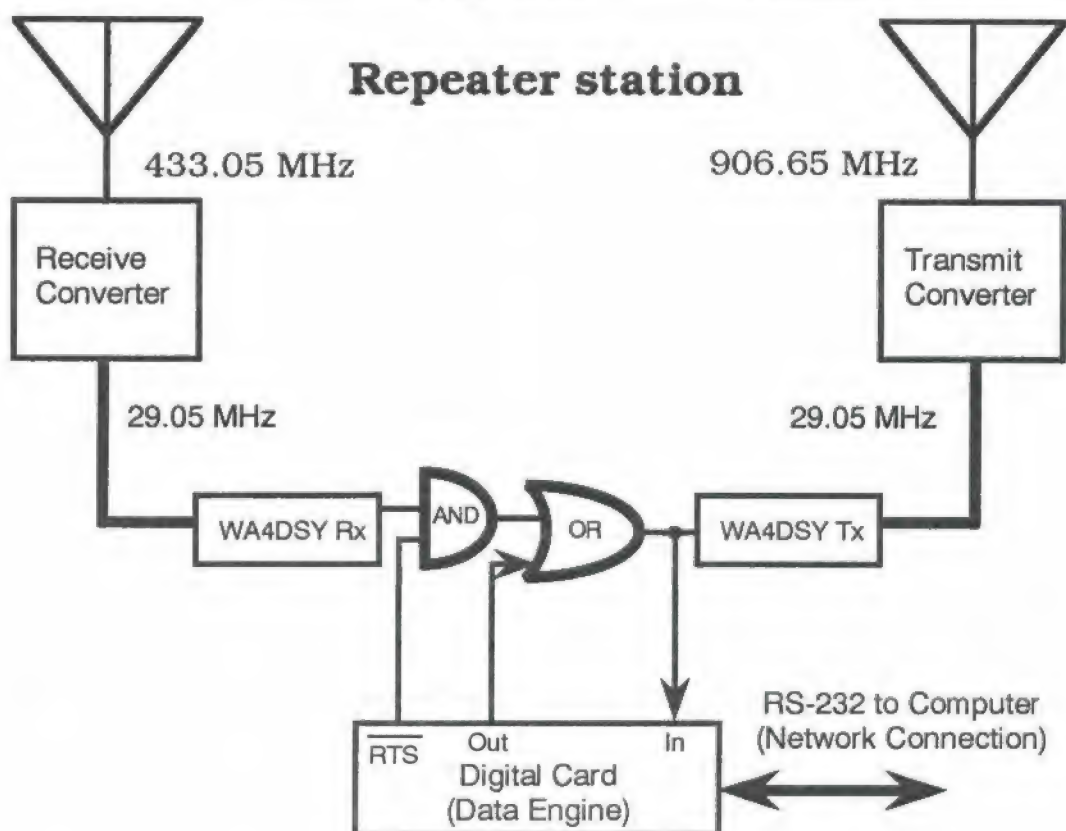 Repeater station
433.05 MHz
906.65 MHz
Receive
Converter
Transmit
Converter
29.05 MHz
29.05 MHz
WA4DSY Rx
AND
OR
WA4DSY Tx
RTS
Out
In
Digital Card
(Data Engine)
RS-232 to Computer
(Network Connection)